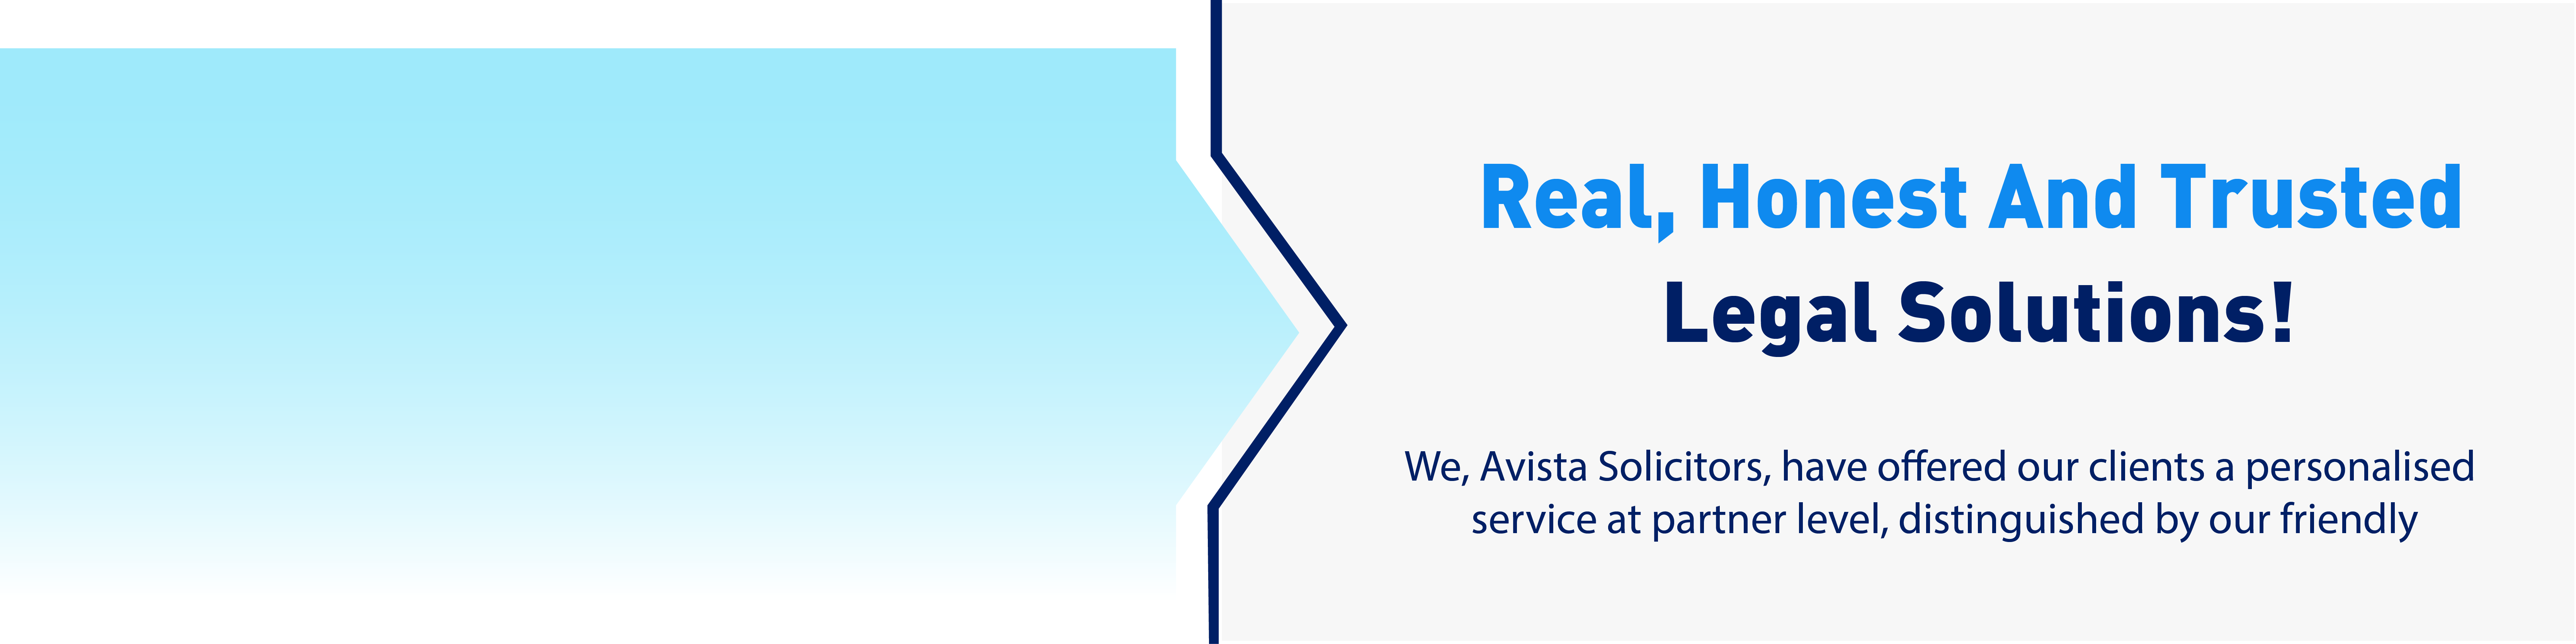 Real, Honest And Trusted
Legal Solutions!
We, Avista Solicitors, have offered our clients a personalised
service at partner level, distinguished by our friendly